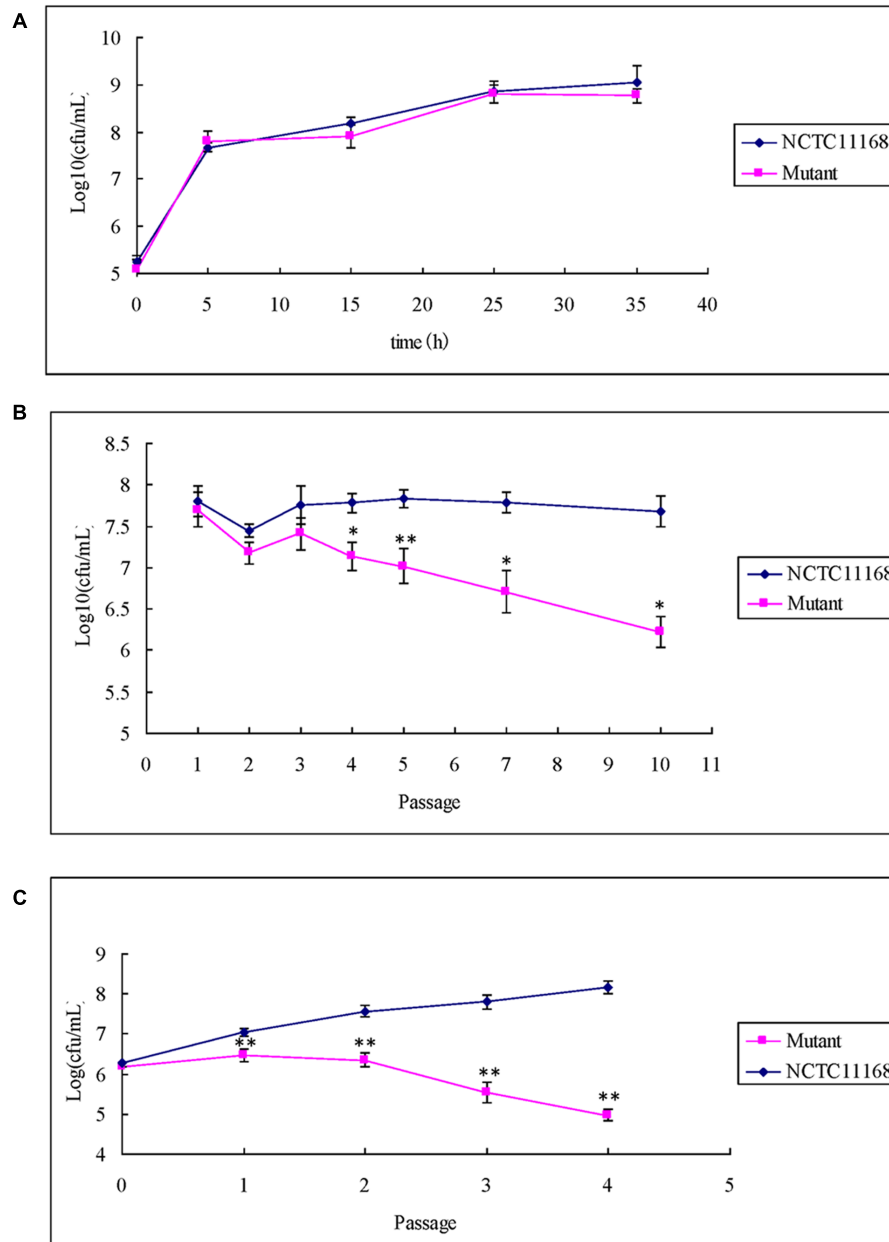 A
10
9
8
7
6
5
Log10(cfu/mL)
0 5 10 15 20 25 30 35 40
time(h)
NCTC11168
Mutant
B
8.5
8
7.5
7
6.5
6
5.5
5
Log10(cfu/mL)
* ** * *
0 1 2 3 4 5 6 7 8 9 10 11
Passage
NCTC11168
Mutant
C
9
8
7
6
5
4
Log(cfu/mL)
** ** ** **
0 1 2 3 4 5
Passage
Mutant
NCTC11168